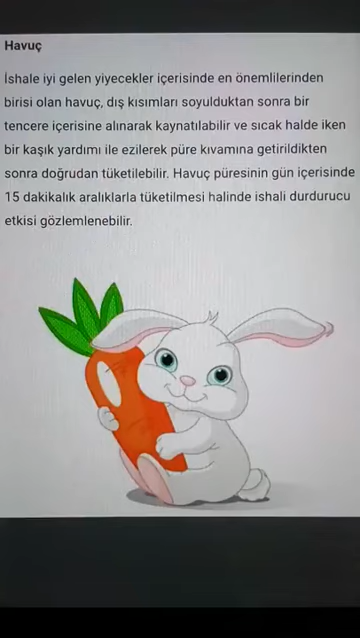 Havuç
İshale iyi gelen yiyecekler içerisinde en önemlilerinden
birisi olan havuç, dış kısımları soyulduktan sonra bir
tencere içerisine alınarak kaynatılabilir ve sıcak halde iken
bir kaşık yardımı ile ezilerek püre kıvamına getirildikten
sonra doğrudan tüketilebilir. Havuç püresinin gün içerisinde
15 dakikalık aralıklarla tüketilmesi halinde ishali durdurucu
etkisi gözlemlenebilir.